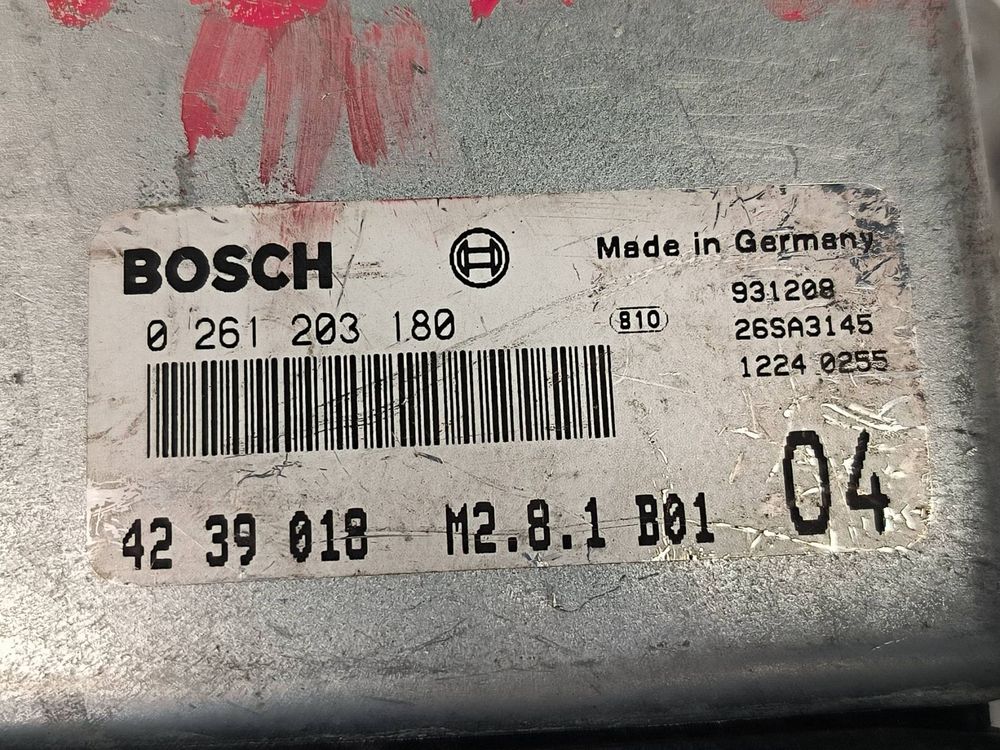 BOSCH Made in Germany
931208
0 261 203 180 810 26SA3145
1224 0255
04
42 39 018 M2.8.1 B01